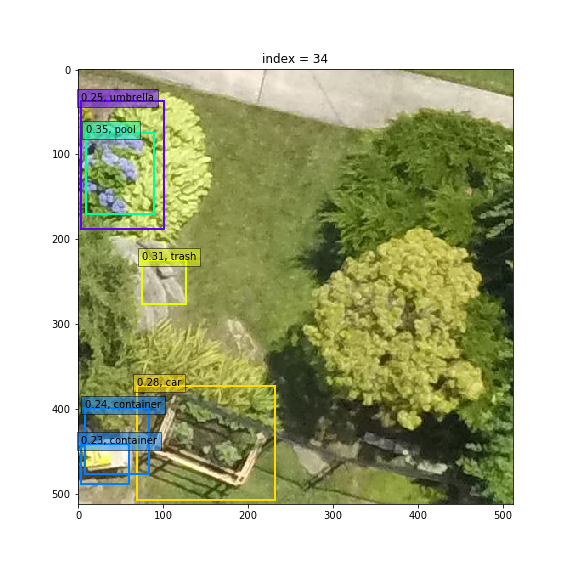 index = 34
0
0.25, umbrella
0.35, pool
100
200
0.31, trash
300
0.28, car
400
0.24, container
0.23, container
500
0 100 200 300 400 500